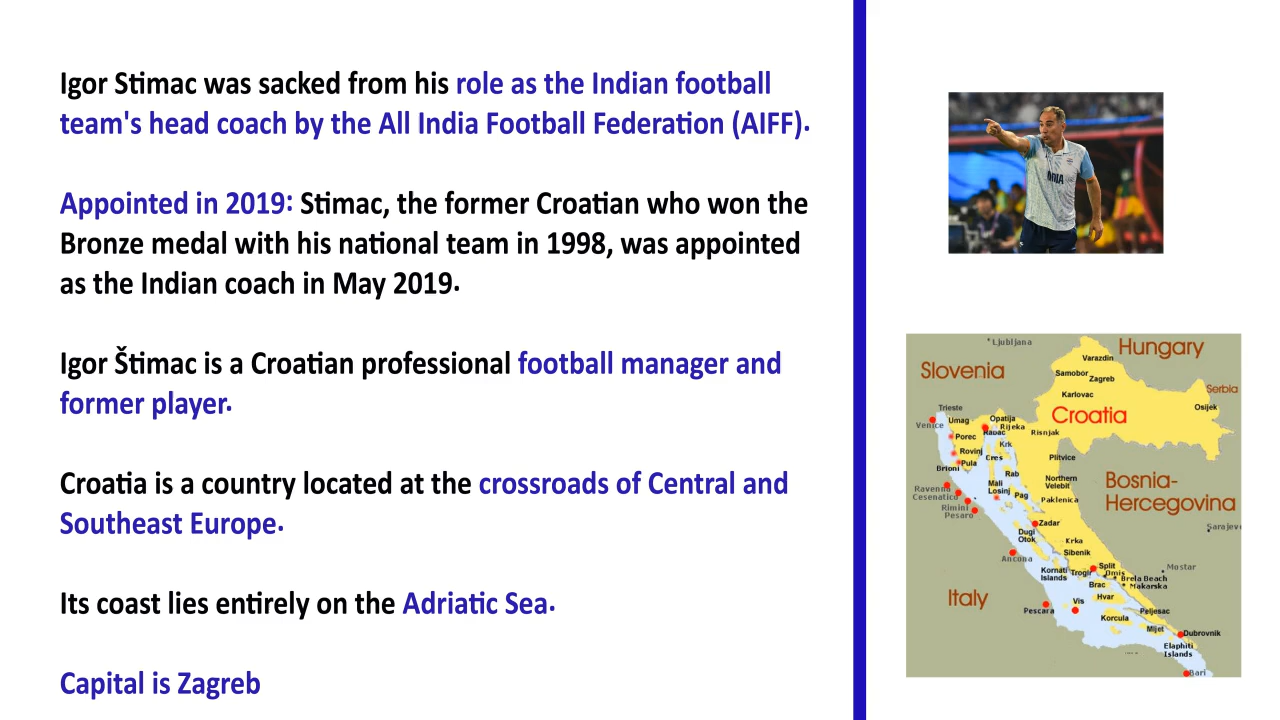 Igor Stimac was sacked from his role as the Indian football
team's head coach by the All India Football Federation (AIFF).
Appointed in 2019: Stimac, the former Croatian who won the
Bronze medal with his national team in 1998, was appointed
as the Indian coach in May 2019.
Igor Štimac is a Croatian professional football manager and
former player.
Croatia is a country located at the crossroads of Central and
Southeast Europe.
Its coast lies entirely on the Adriatic Sea.
Capital is Zagreb
Ljubljana
Hungary
Slovenia
Varazdin
Samobor
Zagreb
Serbia
Karlovac
Osijek
Croatia
Trieste
Venice
Umag
Opatija
Rijeka
Rabac
Risnjak
Porec
Krk
Rovinj
Cres
Plitvice
Pula
Brioni
Rab
Northern
Velebit
Bosnia-
Hercegovina
Mali
Losinj
Pag
Paklenica
Ravenna
Cesenatico
Rimini
Pesaro
Zadar
Sarajevo
Dugi
Otok
Krka
Sibenik
Ancona
Kornati
Islands
Trogir
Split
Omis
Mostar
Brela Beach
Makarska
Brac
Italy
Vis
Hvar
Pescara
Peljesac
Korcula
Mljet
Dubrovnik
Elaphiti
Islands
Bari